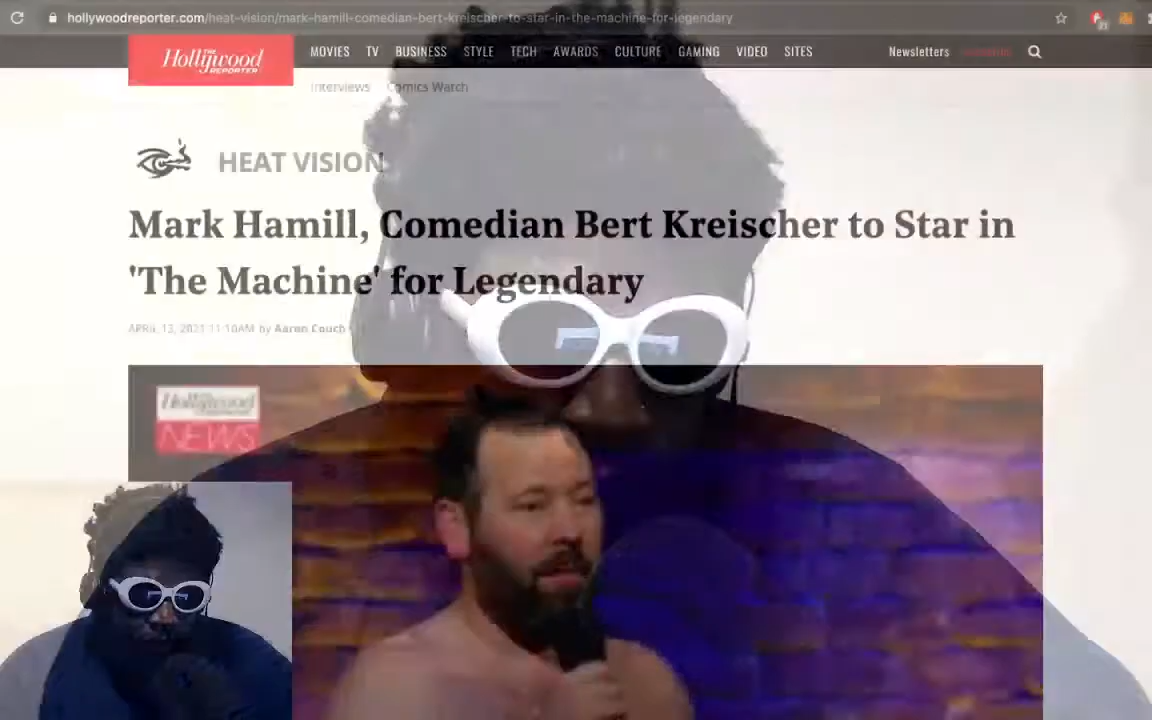 hollywoodreporter.com/heat-vision/mark-hamill-comedian-bert-kreischer-to-star-in-the-machine-for-legendary
The Hollywood REPORTER
MOVIES TV BUSINESS STYLE TECH AWARDS CULTURE GAMING VIDEO SITES
Newsletters
Interviews Comics Watch
HEAT VISION
Mark Hamill, Comedian Bert Kreischer to Star in
'The Machine' for Legendary
APRIL 13, 2021 11:10AM by Aaron Couch
Hollywood
NEWS